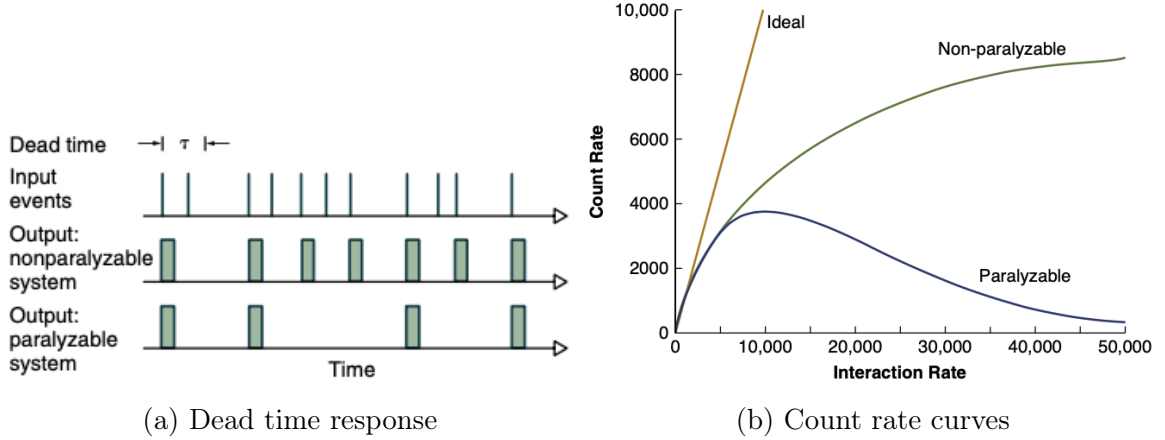 Dead time
τ
Input
events
Output:
nonparalyzable
system
Output:
paralyzable
system
Time
(a) Dead time response
10,000
8000
6000
4000
2000
0
Count Rate
Ideal
Non-paralyzable
Paralyzable
0
10,000
20,000
30,000
40,000
50,000
Interaction Rate
(b) Count rate curves